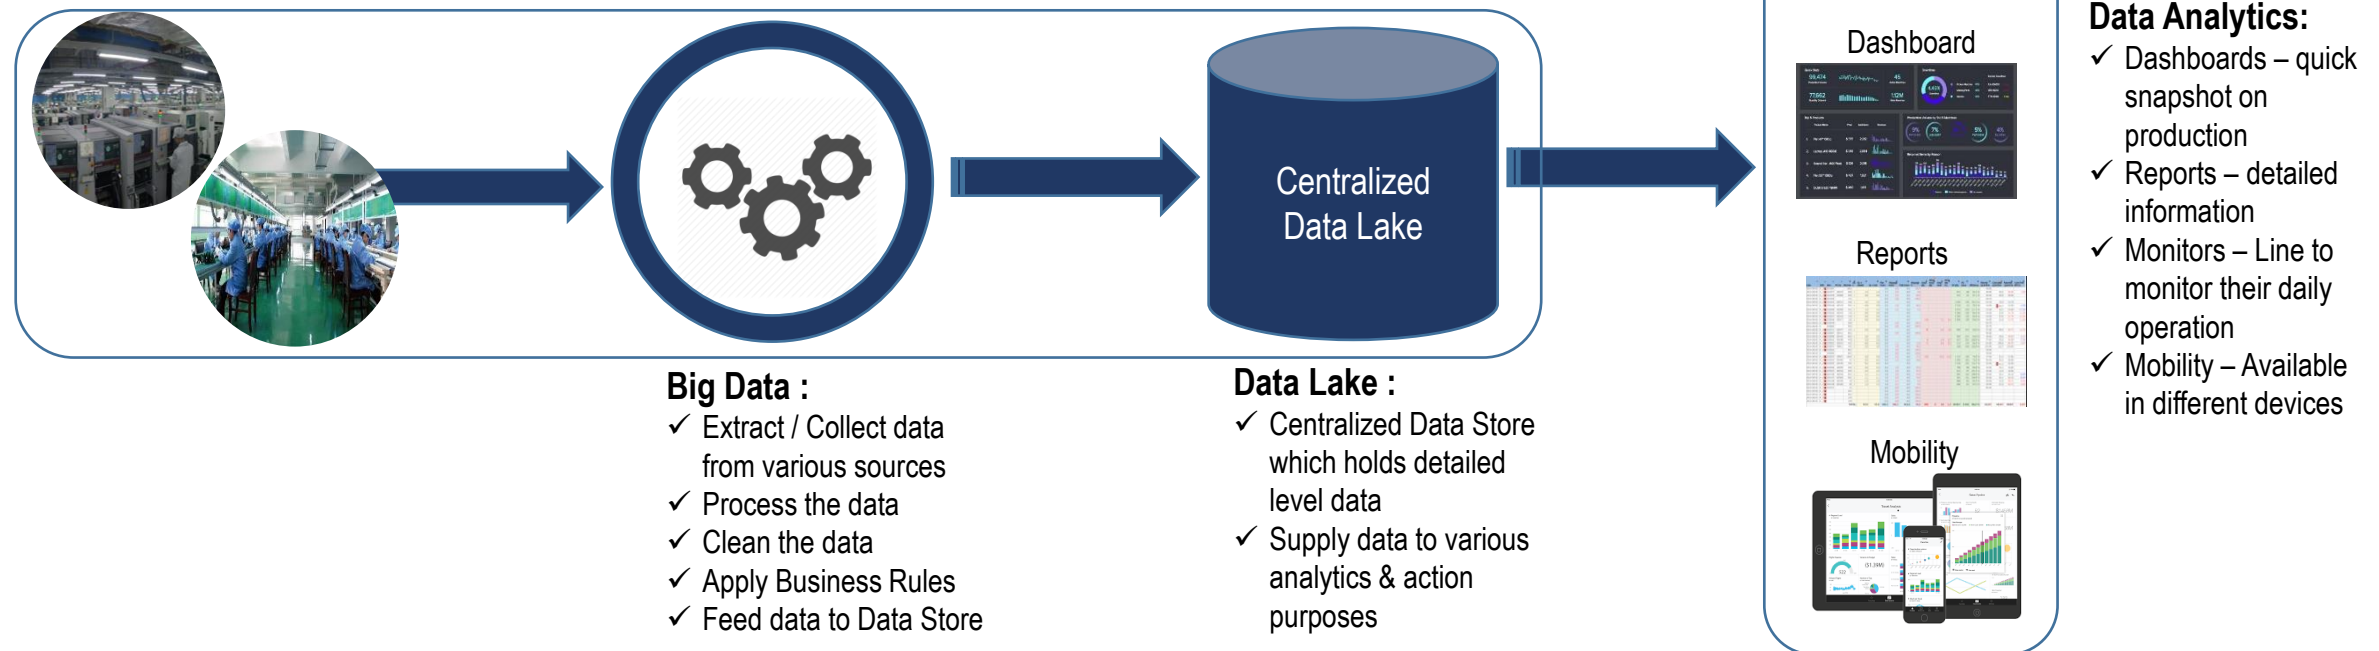 Centralized
Data Lake
Big Data :
✓ Extract / Collect data
from various sources
✓ Process the data
✓ Clean the data
✓ Apply Business Rules
✓ Feed data to Data Store
Data Lake :
✓ Centralized Data Store
which holds detailed
level data
✓ Supply data to various
analytics & action
purposes
Dashboard
99,474
45
Reports
Mobility
Data Analytics:
✓ Dashboards – quick
snapshot on
production
✓ Reports – detailed
information
✓ Monitors – Line to
monitor their daily
operation
✓ Mobility – Available
in different devices